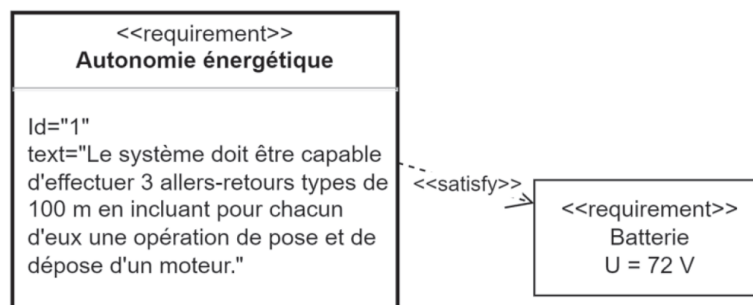 <<requirement>>
Autonomie énergétique
Id="1"
text="Le système doit être capable
d'effectuer 3 allers-retours types de
100 m en incluant pour chacun
d'eux une opération de pose et de
dépose d'un moteur."
<<satisfy>>
<<requirement>>
Batterie
U = 72 V